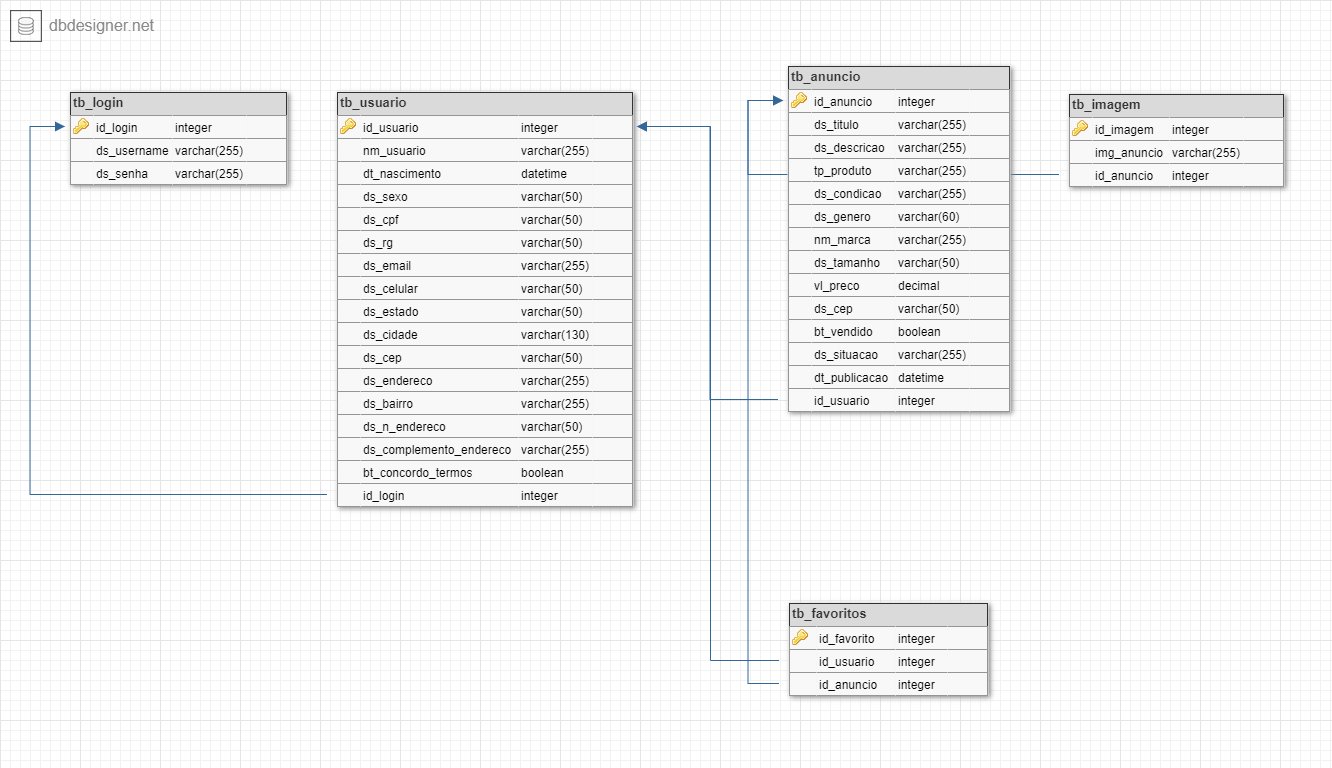 dbdesigner.net
tb_login
id_login integer
ds_username varchar(255)
ds_senha varchar(255)
tb_usuario
id_usuario integer
nm_usuario varchar(255)
dt_nascimento datetime
ds_sexo varchar(50)
ds_cpf varchar(50)
ds_rg varchar(50)
ds_email varchar(255)
ds_celular varchar(50)
ds_estado varchar(50)
ds_cidade varchar(130)
ds_cep varchar(50)
ds_endereco varchar(255)
ds_bairro varchar(255)
ds_n_endereco varchar(50)
ds_complemento_endereco varchar(255)
bt_concordo_termos boolean
id_login integer
tb_anuncio
id_anuncio integer
ds_titulo varchar(255)
ds_descricao varchar(255)
tp_produto varchar(255)
ds_condicao varchar(255)
ds_genero varchar(60)
nm_marca varchar(255)
ds_tamanho varchar(50)
vl_preco decimal
ds_cep varchar(50)
bt_vendido boolean
ds_situacao varchar(255)
dt_publicacao datetime
id_usuario integer
tb_imagem
id_imagem integer
img_anuncio varchar(255)
id_anuncio integer
tb_favoritos
id_favorito integer
id_usuario integer
id_anuncio integer